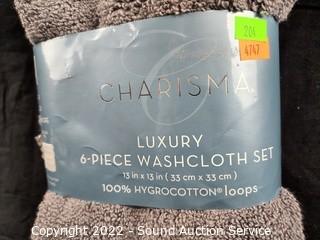 204
4747
CHARISMA.
LUXURY
6-PIECE WASHCLOTH SET
13 in x 13 in (33 cm x 33 cm)
100% HYGROCOTTON® loops
Copyright 2022 - Sound Auction Service